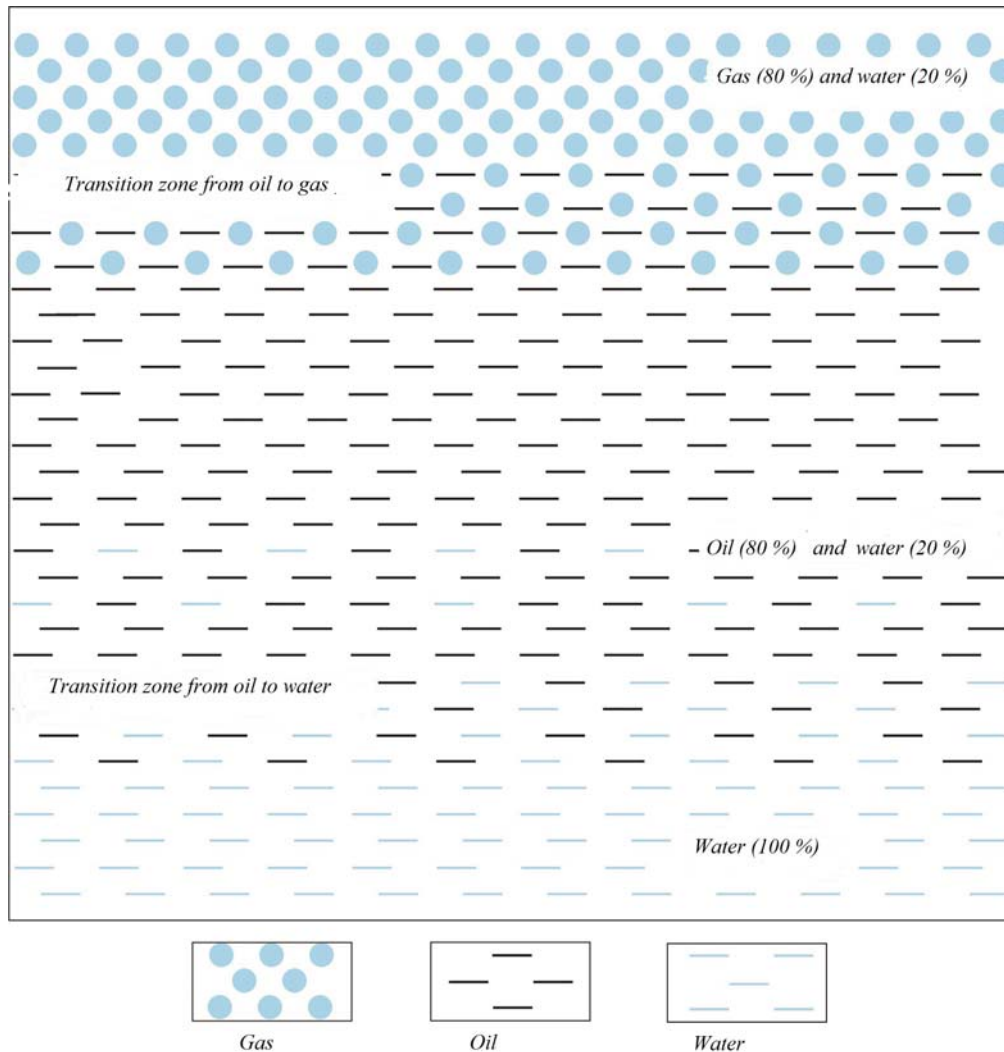 Gas (80 %) and water (20 %)
Transition zone from oil to gas
Oil (80 %) and water (20 %)
Transition zone from oil to water
Water (100 %)
Gas
Oil
Water